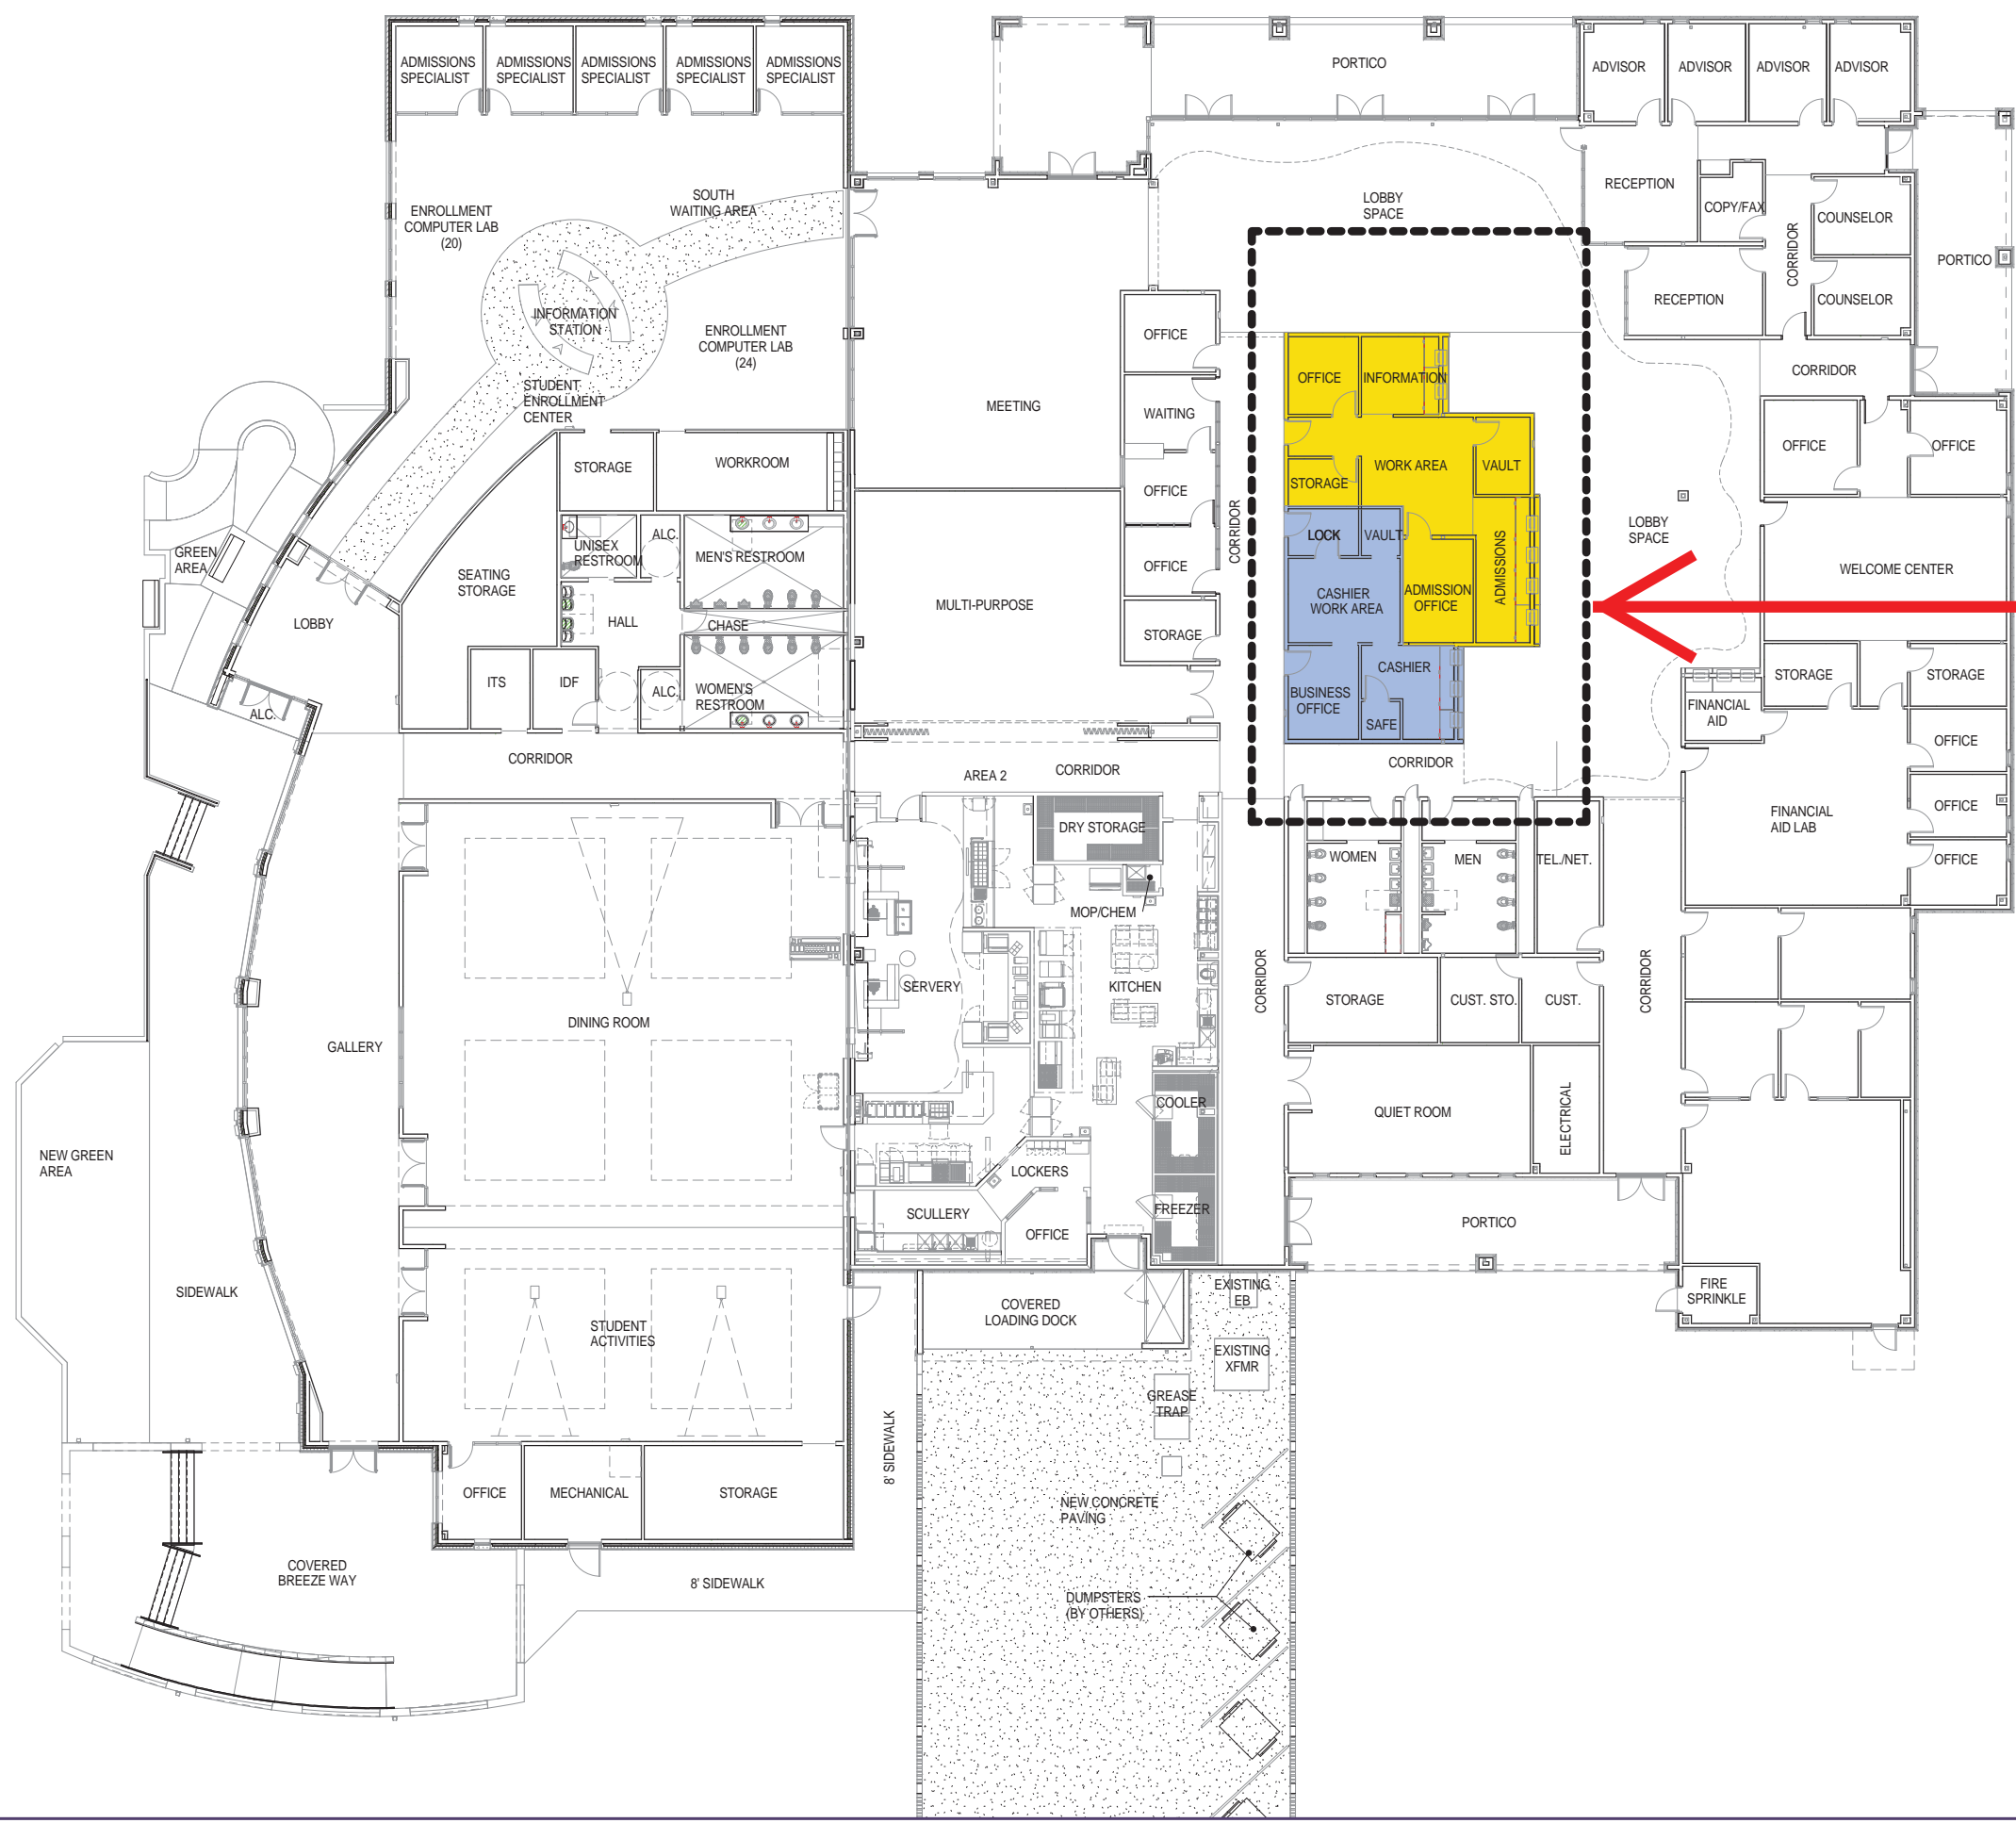 ADMISSIONS
SPECIALIST
ADMISSIONS
SPECIALIST
ADMISSIONS
SPECIALIST
ADMISSIONS
SPECIALIST
ADMISSIONS
SPECIALIST
PORTICO
ADVISOR
ADVISOR
ADVISOR
ADVISOR
ENROLLMENT
COMPUTER LAB
(20)
SOUTH
WAITING AREA
LOBBY
SPACE
RECEPTION
COPY/FAX
COUNSELOR
CORRIDOR
PORTICO
INFORMATION
STATION
ENROLLMENT
COMPUTER LAB
(24)
RECEPTION
COUNSELOR
OFFICE
STUDENT
ENROLLMENT
CENTER
MEETING
WAITING
OFFICE
INFORMATION
CORRIDOR
STORAGE
WORKROOM
OFFICE
WORK AREA
VAULT
STORAGE
OFFICE
OFFICE
GREEN
AREA
UNISEX
RESTROOM
ALC.
MEN'S RESTROOM
CORRIDOR
LOCK
VAULT
LOBBY
SPACE
SEATING
STORAGE
OFFICE
CASHIER
WORK AREA
ADMISSION
OFFICE
ADMISSIONS
WELCOME CENTER
LOBBY
HALL
CHASE
MULTI-PURPOSE
STORAGE
ITS
IDF
ALC.
WOMEN'S
RESTROOM
CASHIER
BUSINESS
OFFICE
SAFE
STORAGE
STORAGE
FINANCIAL
AID
ALC.
CORRIDOR
AREA 2
CORRIDOR
CORRIDOR
OFFICE
DRY STORAGE
FINANCIAL
AID LAB
OFFICE
WOMEN
MEN
TEL./NET.
OFFICE
MOP/CHEM
SERVERY
KITCHEN
CORRIDOR
STORAGE
CUST. STO.
CUST.
CORRIDOR
DINING ROOM
GALLERY
COOLER
QUIET ROOM
ELECTRICAL
NEW GREEN
AREA
LOCKERS
SCULLERY
OFFICE
FREEZER
PORTICO
SIDEWALK
COVERED
LOADING DOCK
EXISTING
EB
FIRE
SPRINKLE
STUDENT
ACTIVITIES
EXISTING
XFMR
GREASE
TRAP
8' SIDEWALK
OFFICE
MECHANICAL
STORAGE
NEW CONCRETE
PAVING
COVERED
BREEZE WAY
8' SIDEWALK
DUMPSTERS
(BY OTHERS)